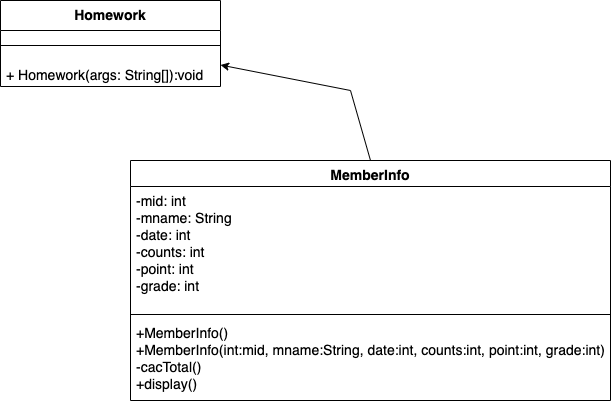 Homework
+ Homework(args: String[]):void
MemberInfo
-mid: int
-mname: String
-date: int
-counts: int
-point: int
-grade: int
+MemberInfo()
+MemberInfo(int:mid, mname:String, date:int, counts:int, point:int, grade:int)
-cacTotal()
+display()